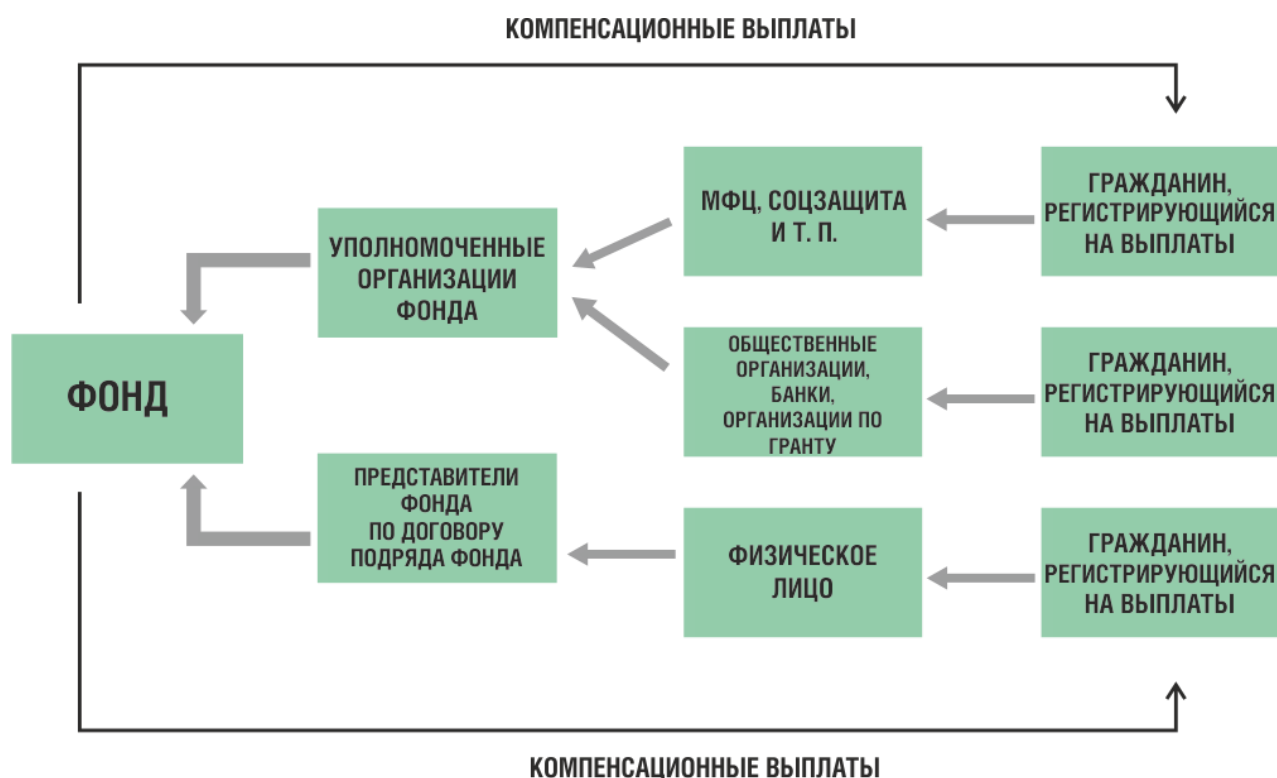 КОМПЕНСАЦИОННЫЕ ВЫПЛАТЫ
ФОНД
УПОЛНОМОЧЕННЫЕ
ОРГАНИЗАЦИИ
ФОНДА
МФЦ, СОЦЗАЩИТА
И Т. П.
ГРАЖДАНИН,
РЕГИСТРИРУЮЩИЙСЯ
НА ВЫПЛАТЫ
ОБЩЕСТВЕННЫЕ
ОРГАНИЗАЦИИ,
БАНКИ,
ОРГАНИЗАЦИИ ПО
ГРАНТУ
ГРАЖДАНИН,
РЕГИСТРИРУЮЩИЙСЯ
НА ВЫПЛАТЫ
ПРЕДСТАВИТЕЛИ
ФОНДА
ПО ДОГОВОРУ
ПОДРЯДА ФОНДА
ФИЗИЧЕСКОЕ
ЛИЦО
ГРАЖДАНИН,
РЕГИСТРИРУЮЩИЙСЯ
НА ВЫПЛАТЫ
КОМПЕНСАЦИОННЫЕ ВЫПЛАТЫ